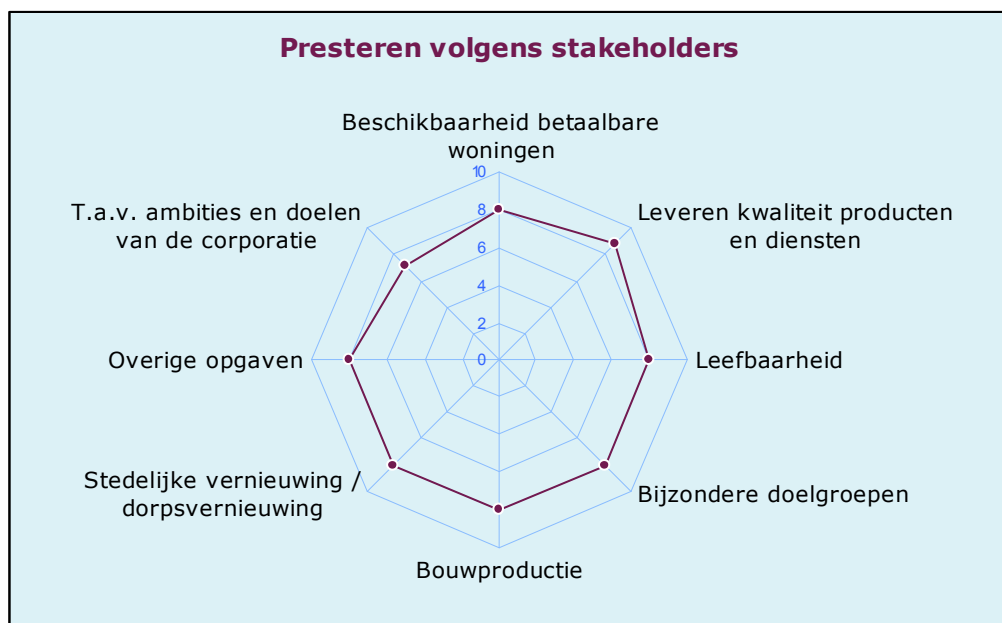 Presteren volgens stakeholders
Beschikbaarheid betaalbare
woningen
T.a.v. ambities en doelen
van de corporatie
Leveren kwaliteit producten
en diensten
10
8
6
4
2
0
Overige opgaven
Leefbaarheid
Stedelijke vernieuwing /
dorpsvernieuwing
Bijzondere doelgroepen
Bouwproductie